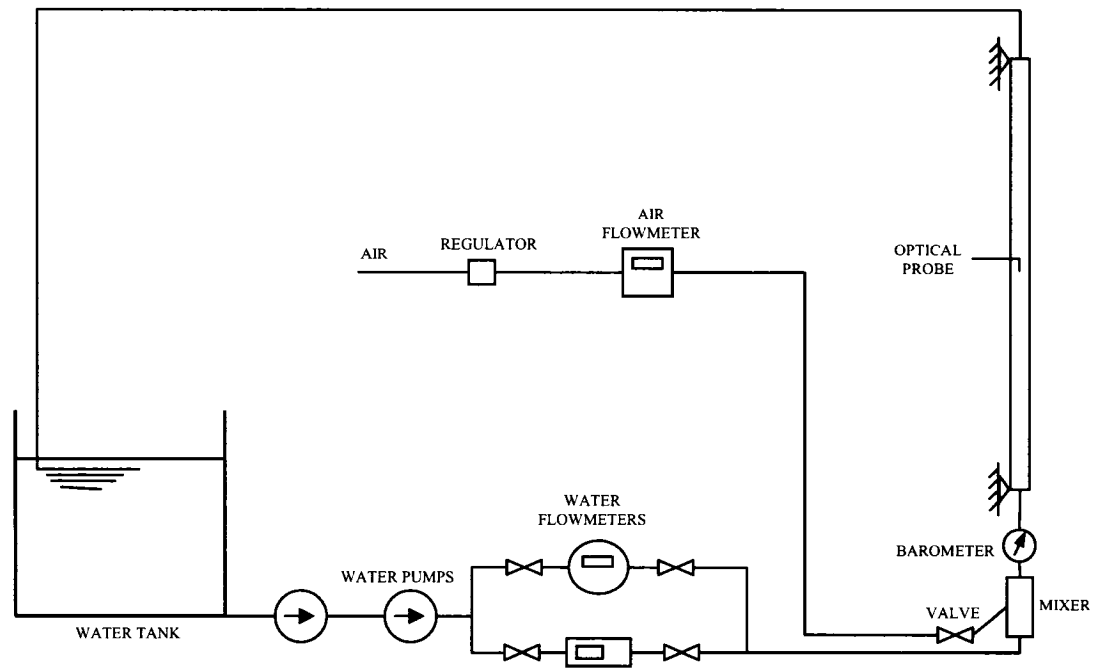 AIR
FLOWMETER
REGULATOR
AIR
OPTICAL
PROBE
WATER
FLOWMETERS
BAROMETER
WATER PUMPS
VALVE
MIXER
WATER TANK